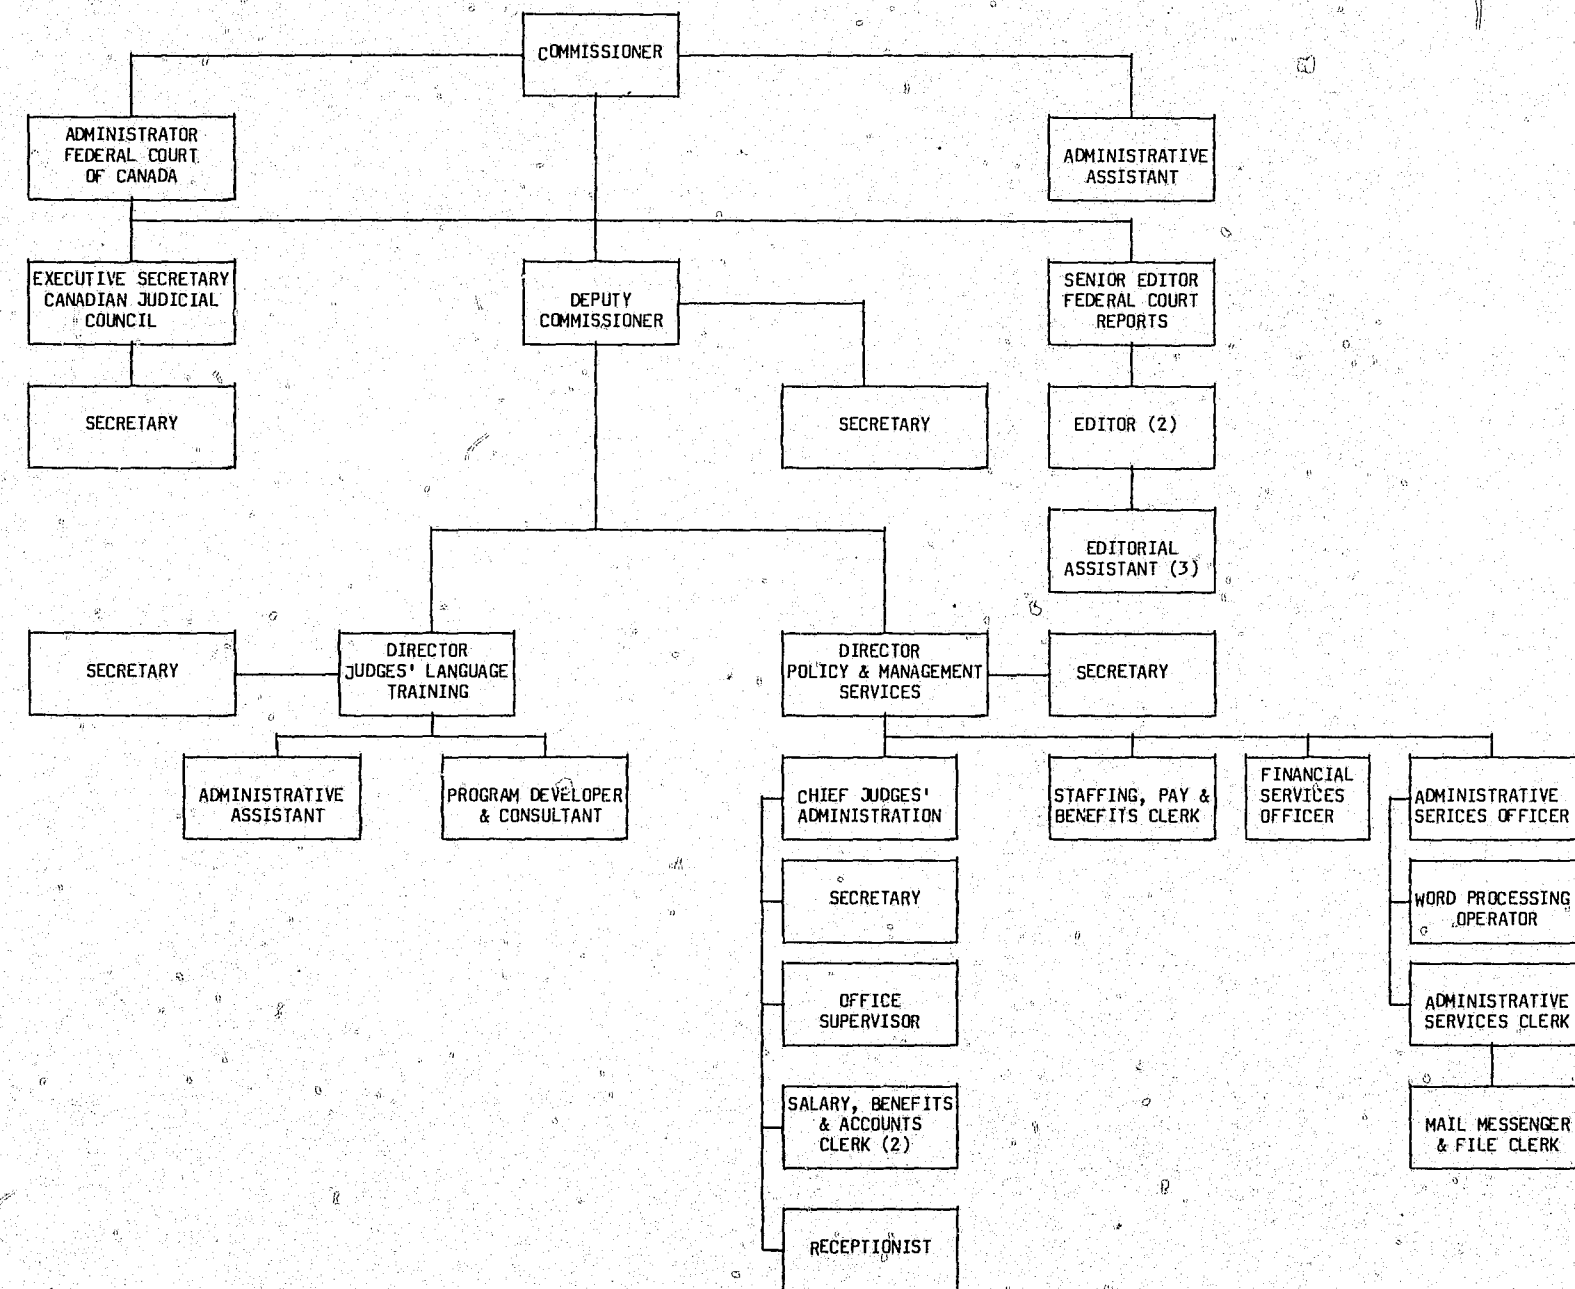 COMMISSIONER
ADMINISTRATOR
FEDERAL COURT
OF CANADA
ADMINISTRATIVE
ASSISTANT
EXECUTIVE SECRETARY
CANADIAN JUDICIAL
COUNCIL
DEPUTY
COMMISSIONER
SENIOR EDITOR
FEDERAL COURT
REPORTS
SECRETARY
SECRETARY
EDITOR (2)
EDITORIAL
ASSISTANT (3)
SECRETARY
DIRECTOR
JUDGES' LANGUAGE
TRAINING
DIRECTOR
POLICY & MANAGEMENT
SERVICES
SECRETARY
ADMINISTRATIVE
ASSISTANT
PROGRAM DEVELOPER
& CONSULTANT
CHIEF JUDGES'
ADMINISTRATION
STAFFING, PAY &
BENEFITS CLERK
FINANCIAL
SERVICES
OFFICER
ADMINISTRATIVE
SERICES OFFICER
SECRETARY
WORD PROCESSING
OPERATOR
OFFICE
SUPERVISOR
ADMINISTRATIVE
SERVICES CLERK
SALARY, BENEFITS
& ACCOUNTS
CLERK (2)
MAIL MESSENGER
& FILE CLERK
RECEPTIONIST